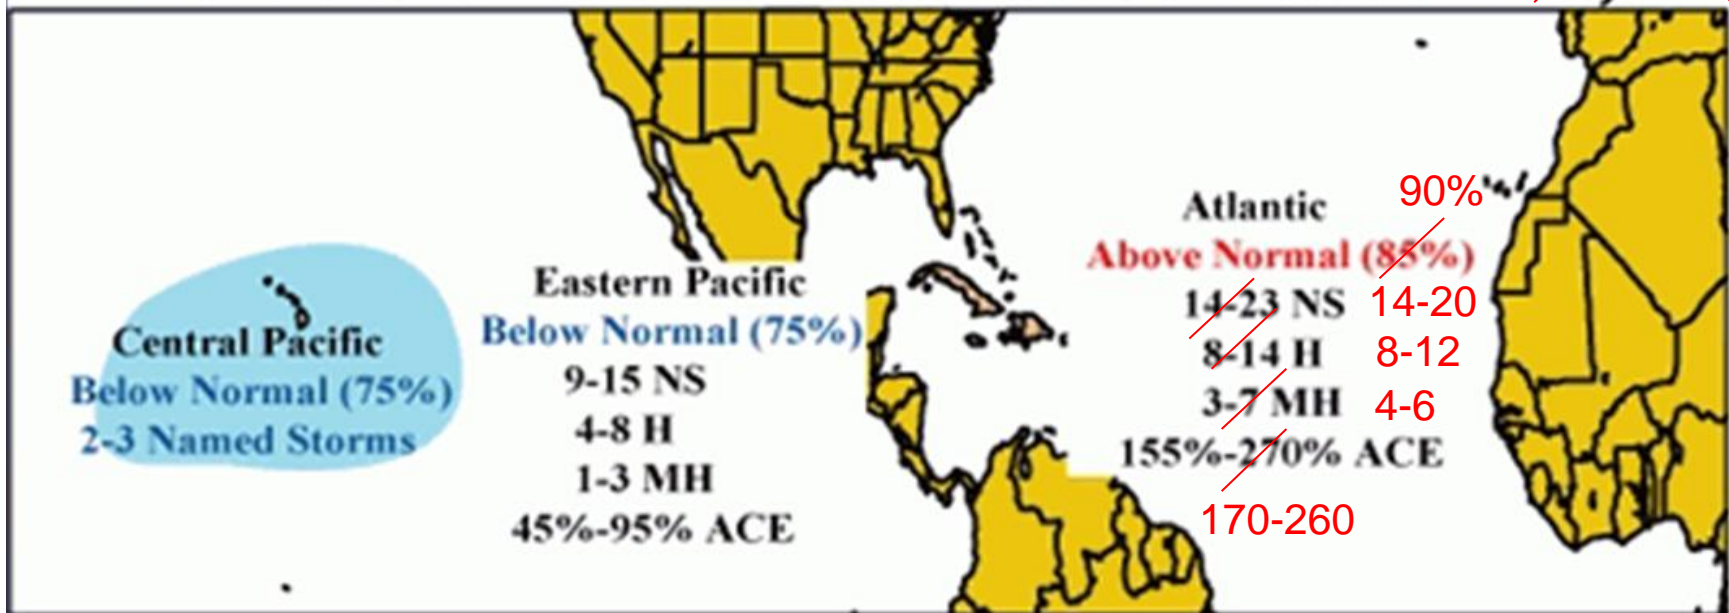 Central Pacific
Below Normal (75%)
2-3 Named Storms
Eastern Pacific
Below Normal (75%)
9-15 NS
4-8 H
1-3 MH
45%-95% ACE
Atlantic
90%
Above Normal (85%)
14-23 NS 14-20
8-14 H 8-12
3-7 MH 4-6
155%-270% ACE
170-260